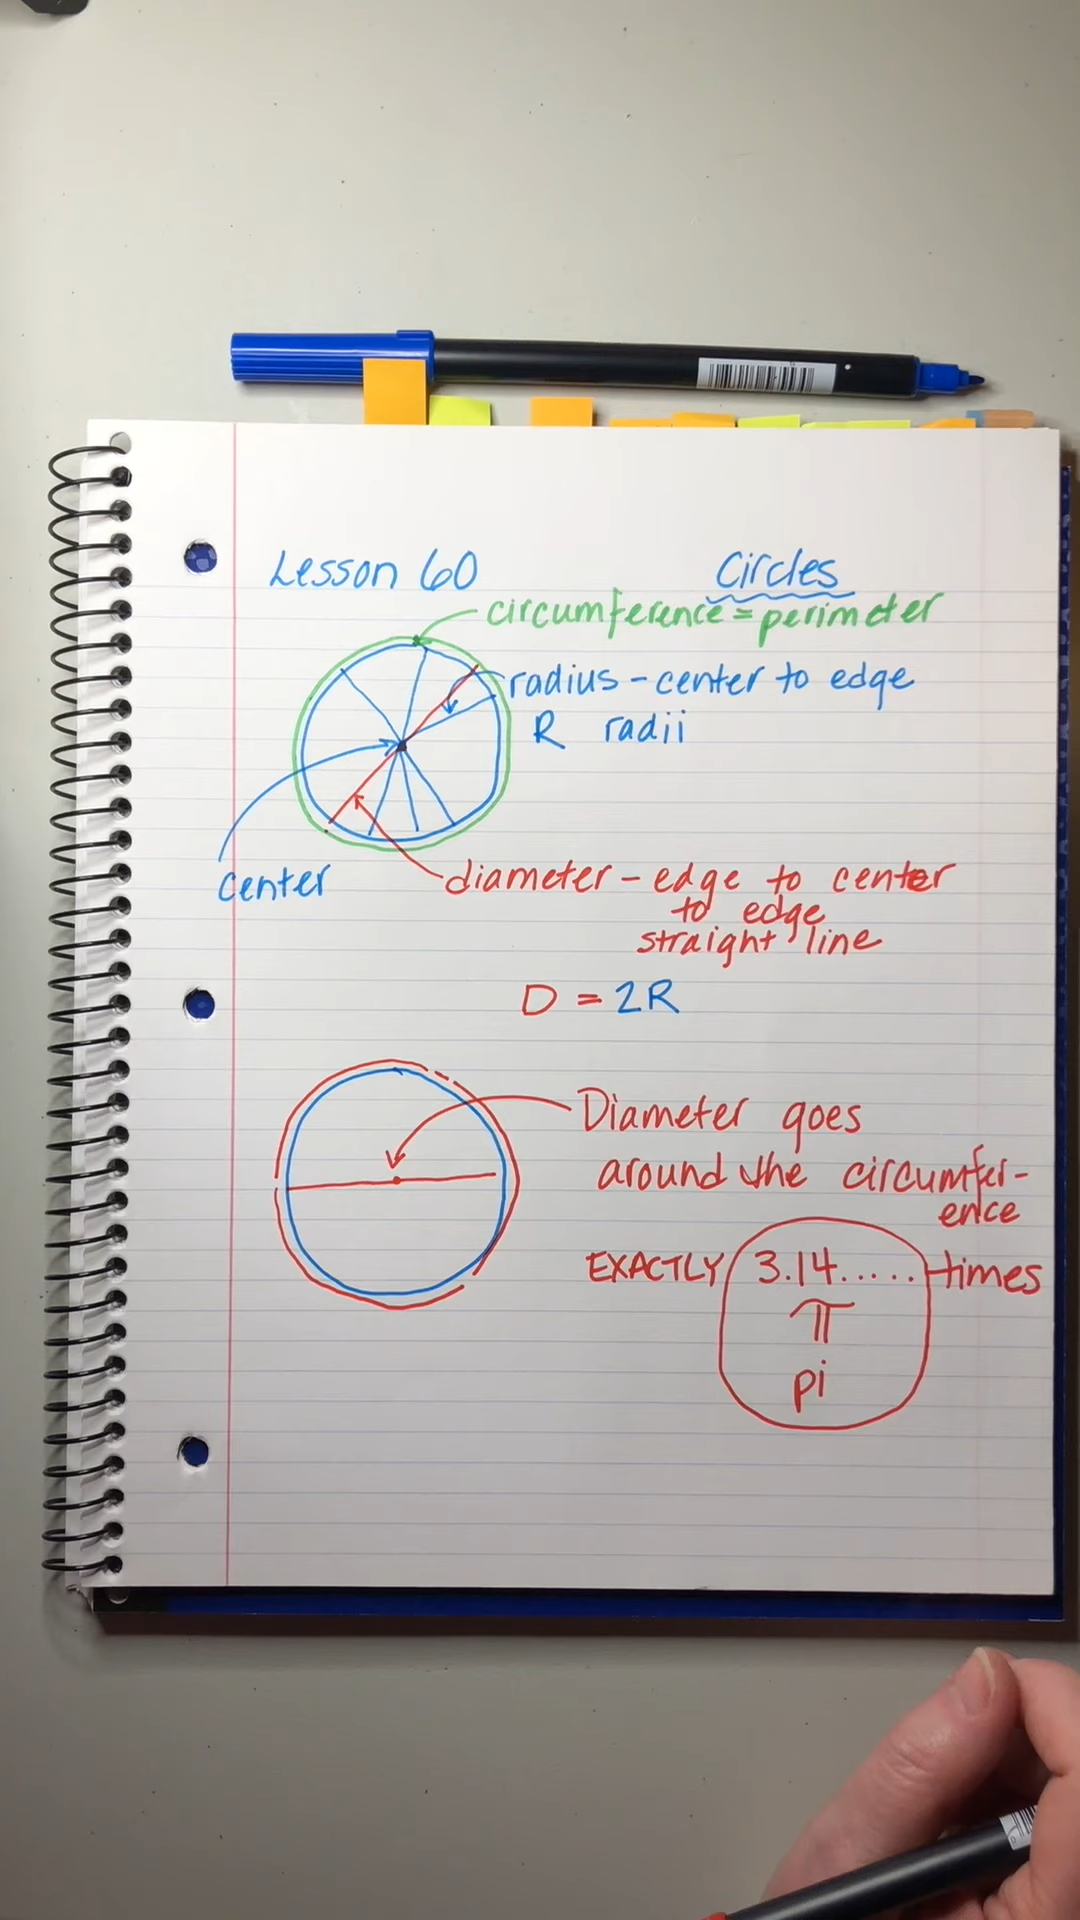 Lesson 60 Circles
circumference = perimeter
radius - center to edge
R radii
center
diameter - edge to center
to edge
straight line
D = 2R
Diameter goes
around the circumfer-
ence
EXACTLY 3.14..... times
π
pi